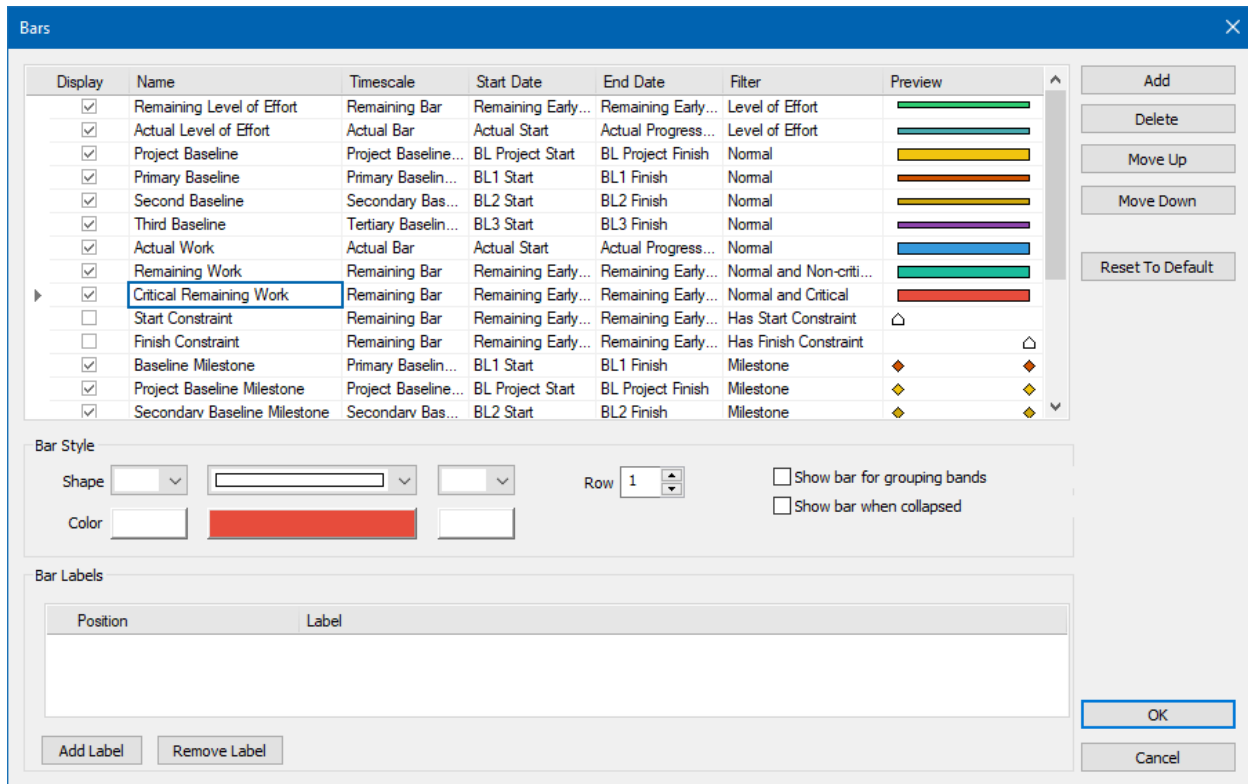 Bars
Display Name Timescale Start Date End Date Filter Preview
Remaining Level of Effort Remaining Bar Remaining Early... Remaining Early... Level of Effort
Actual Level of Effort Actual Bar Actual Start Actual Progress... Level of Effort
Project Baseline Project Baseline... BL Project Start BL Project Finish Normal
Primary Baseline Primary Baselin... BL1 Start BL1 Finish Normal
Second Baseline Secondary Bas... BL2 Start BL2 Finish Normal
Third Baseline Tertiary Baselin... BL3 Start BL3 Finish Normal
Actual Work Actual Bar Actual Start Actual Progress... Normal
Remaining Work Remaining Bar Remaining Early... Remaining Early... Normal and Non-criti...
Critical Remaining Work Remaining Bar Remaining Early... Remaining Early... Normal and Critical
Start Constraint Remaining Bar Remaining Early... Remaining Early... Has Start Constraint
Finish Constraint Remaining Bar Remaining Early... Remaining Early... Has Finish Constraint
Baseline Milestone Primary Baselin... BL1 Start BL1 Finish Milestone
Project Baseline Milestone Project Baseline... BL Project Start BL Project Finish Milestone
Secondary Baseline Milestone Secondary Bas... BL2 Start BL2 Finish Milestone
Add
Delete
Move Up
Move Down
Reset To Default
Bar Style
Shape Row 1 Show bar for grouping bands
Show bar when collapsed
Color
Bar Labels
Position Label
Add Label Remove Label
OK
Cancel